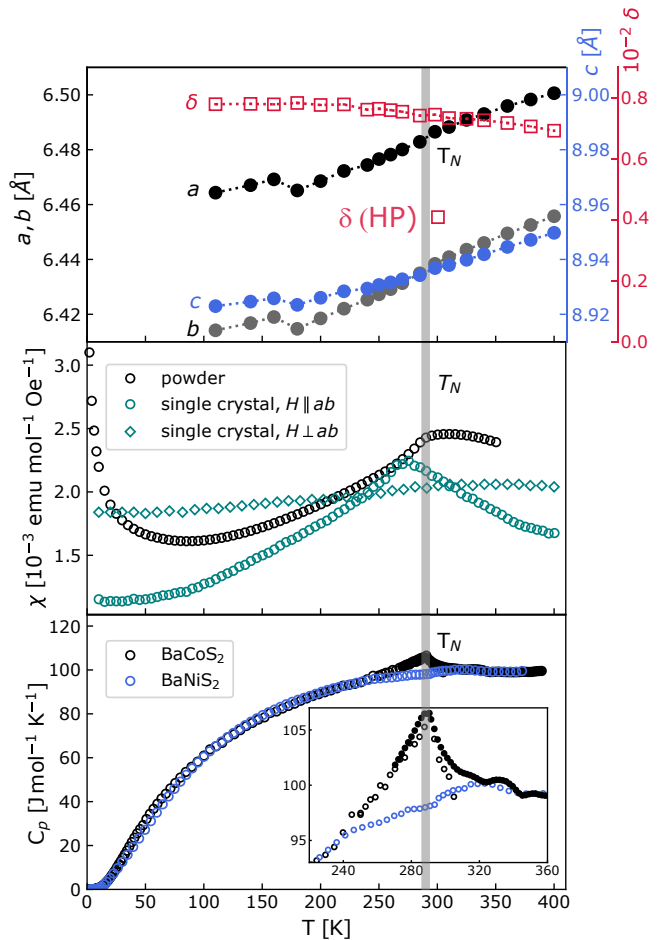 a, b [Å]
6.50
6.48
6.46
6.44
6.42
c [Å]
9.00
8.98
8.96
8.94
8.92
10⁻² δ
0.8
0.6
0.4
0.2
0.0
δ
a
T_N
δ (HP)
c
b
χ [10⁻³ emu mol⁻¹ Oe⁻¹]
3.0
2.5
2.0
1.5
powder
single crystal, H ∥ ab
single crystal, H ⊥ ab
T_N
C_p [J mol⁻¹ K⁻¹]
120
100
80
60
40
20
0
BaCoS₂
BaNiS₂
T_N
105
100
95
240 280 320 360
0 50 100 150 200 250 300 350 400
T [K]